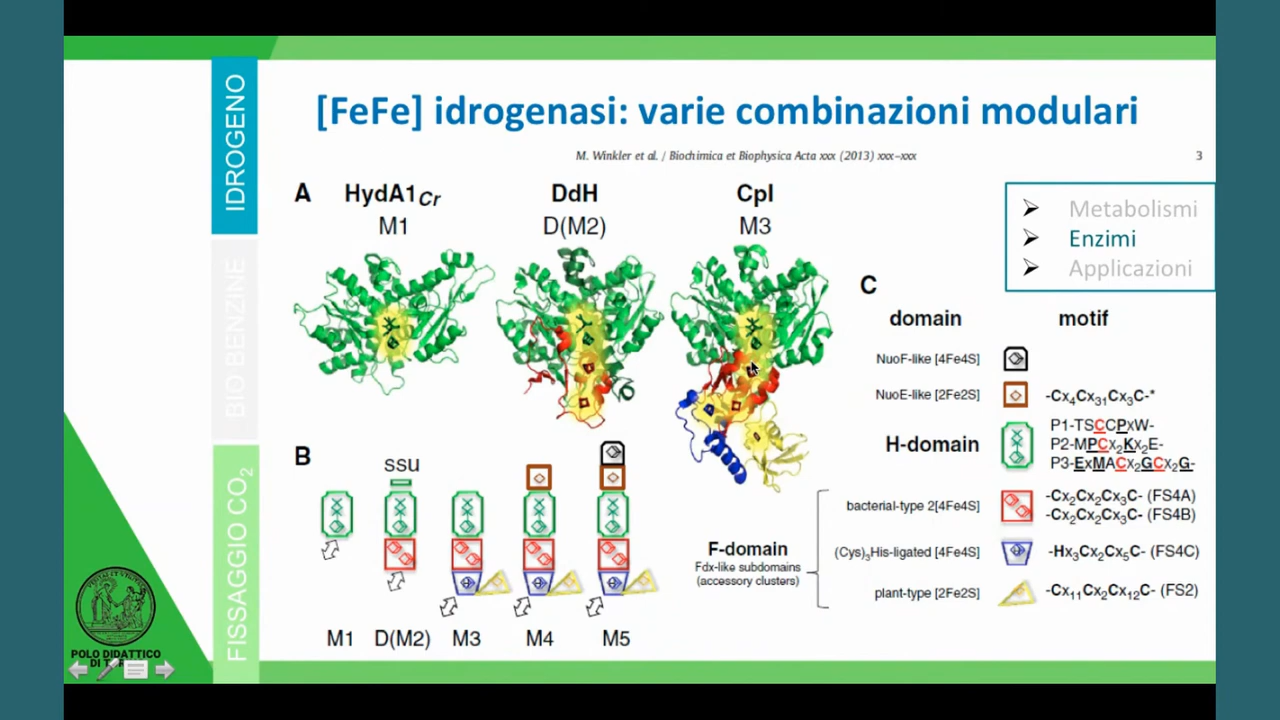 [FeFe] idrogenasi: varie combinazioni modulari
M. Winkler et al. / Biochimica et Biophysica Acta xxx (2013) xxx–xxx
3
IDROGENO
BIO BENZINE
FISSAGGIO CO2
Metabolismi
Enzimi
Applicazioni
A
HydA1Cr
M1
DdH
D(M2)
CpI
M3
B
ssu
M1
D(M2)
M3
M4
M5
C
domain
motif
NuoF-like [4Fe4S]
NuoE-like [2Fe2S]
-Cx4Cx31Cx3C-*
H-domain
P1-TSCCPxW-
P2-MPCx2Kx2E-
P3-ExMACx2GCx2G-
bacterial-type 2[4Fe4S]
-Cx2Cx2Cx3C- (FS4A)
-Cx2Cx2Cx3C- (FS4B)
F-domain
Fdx-like subdomains
(accessory clusters)
(Cys)3His-ligated [4Fe4S]
-Hx3Cx2Cx5C- (FS4C)
plant-type [2Fe2S]
-Cx11Cx2Cx12C- (FS2)
POLO DIDATTICO